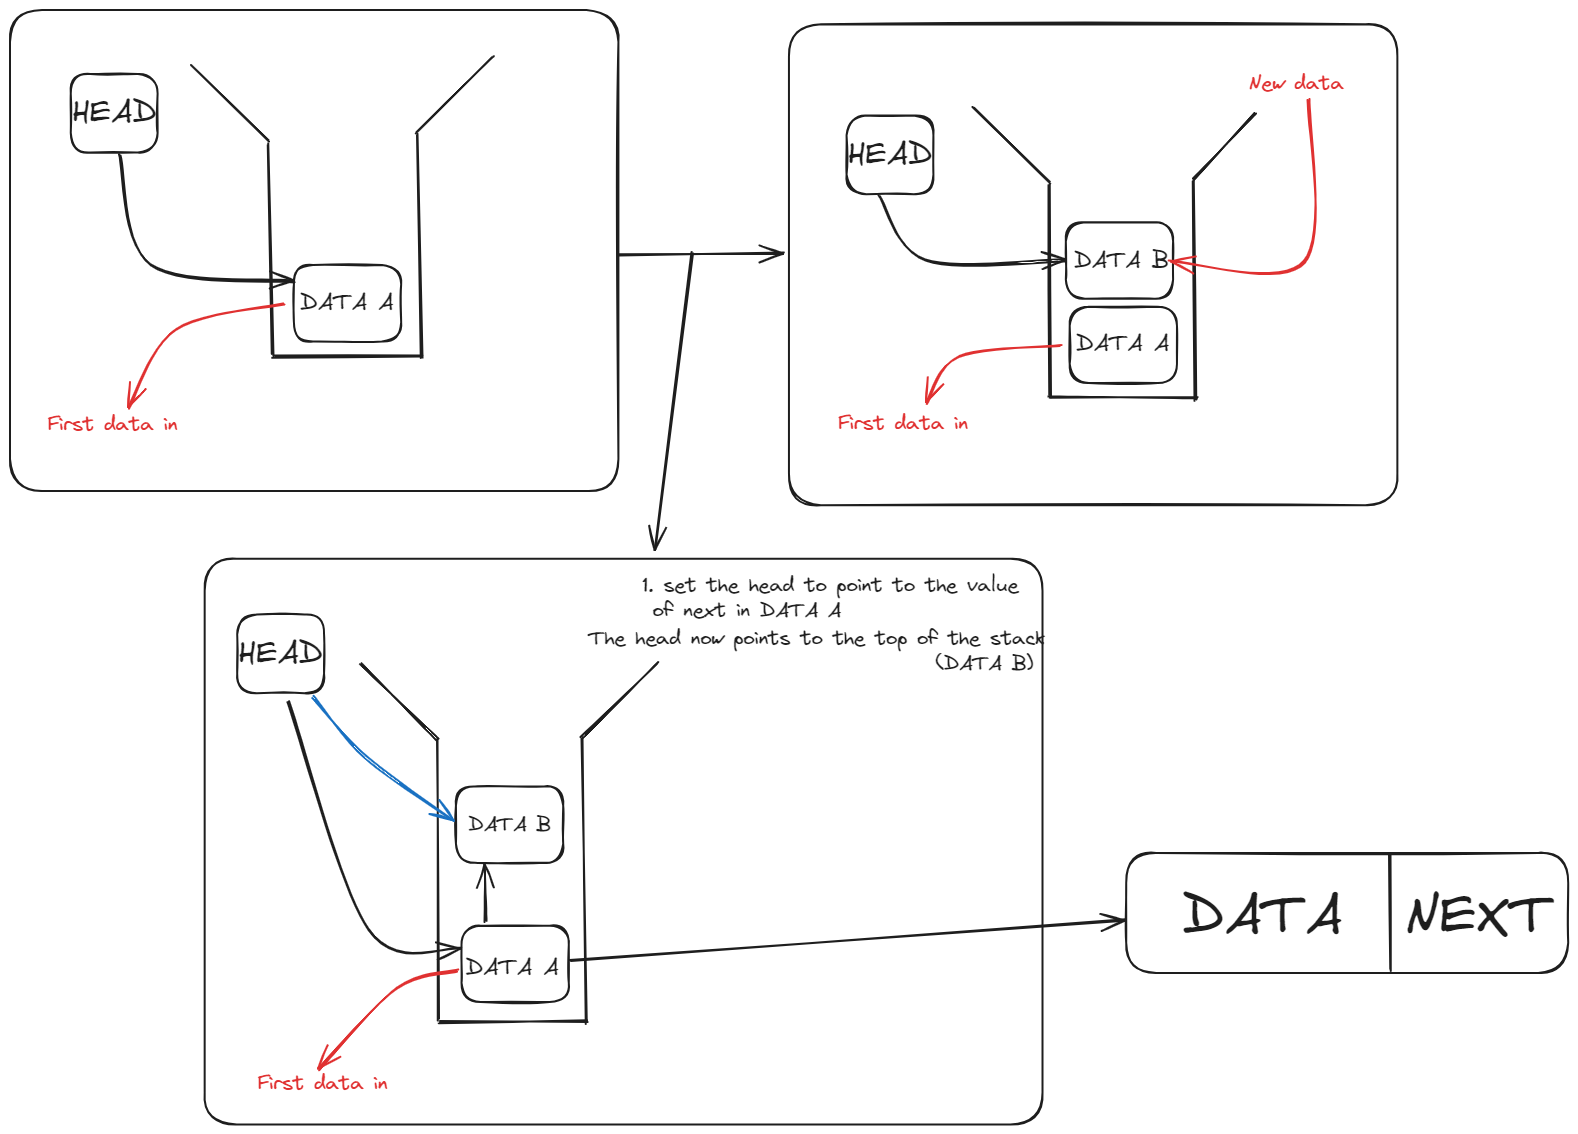 HEAD
DATA A
First data in
New data
HEAD
DATA B
DATA A
First data in
1. set the head to point to the value
of next in DATA A
The head now points to the top of the stack
(DATA B)
HEAD
DATA B
DATA A
First data in
DATA NEXT